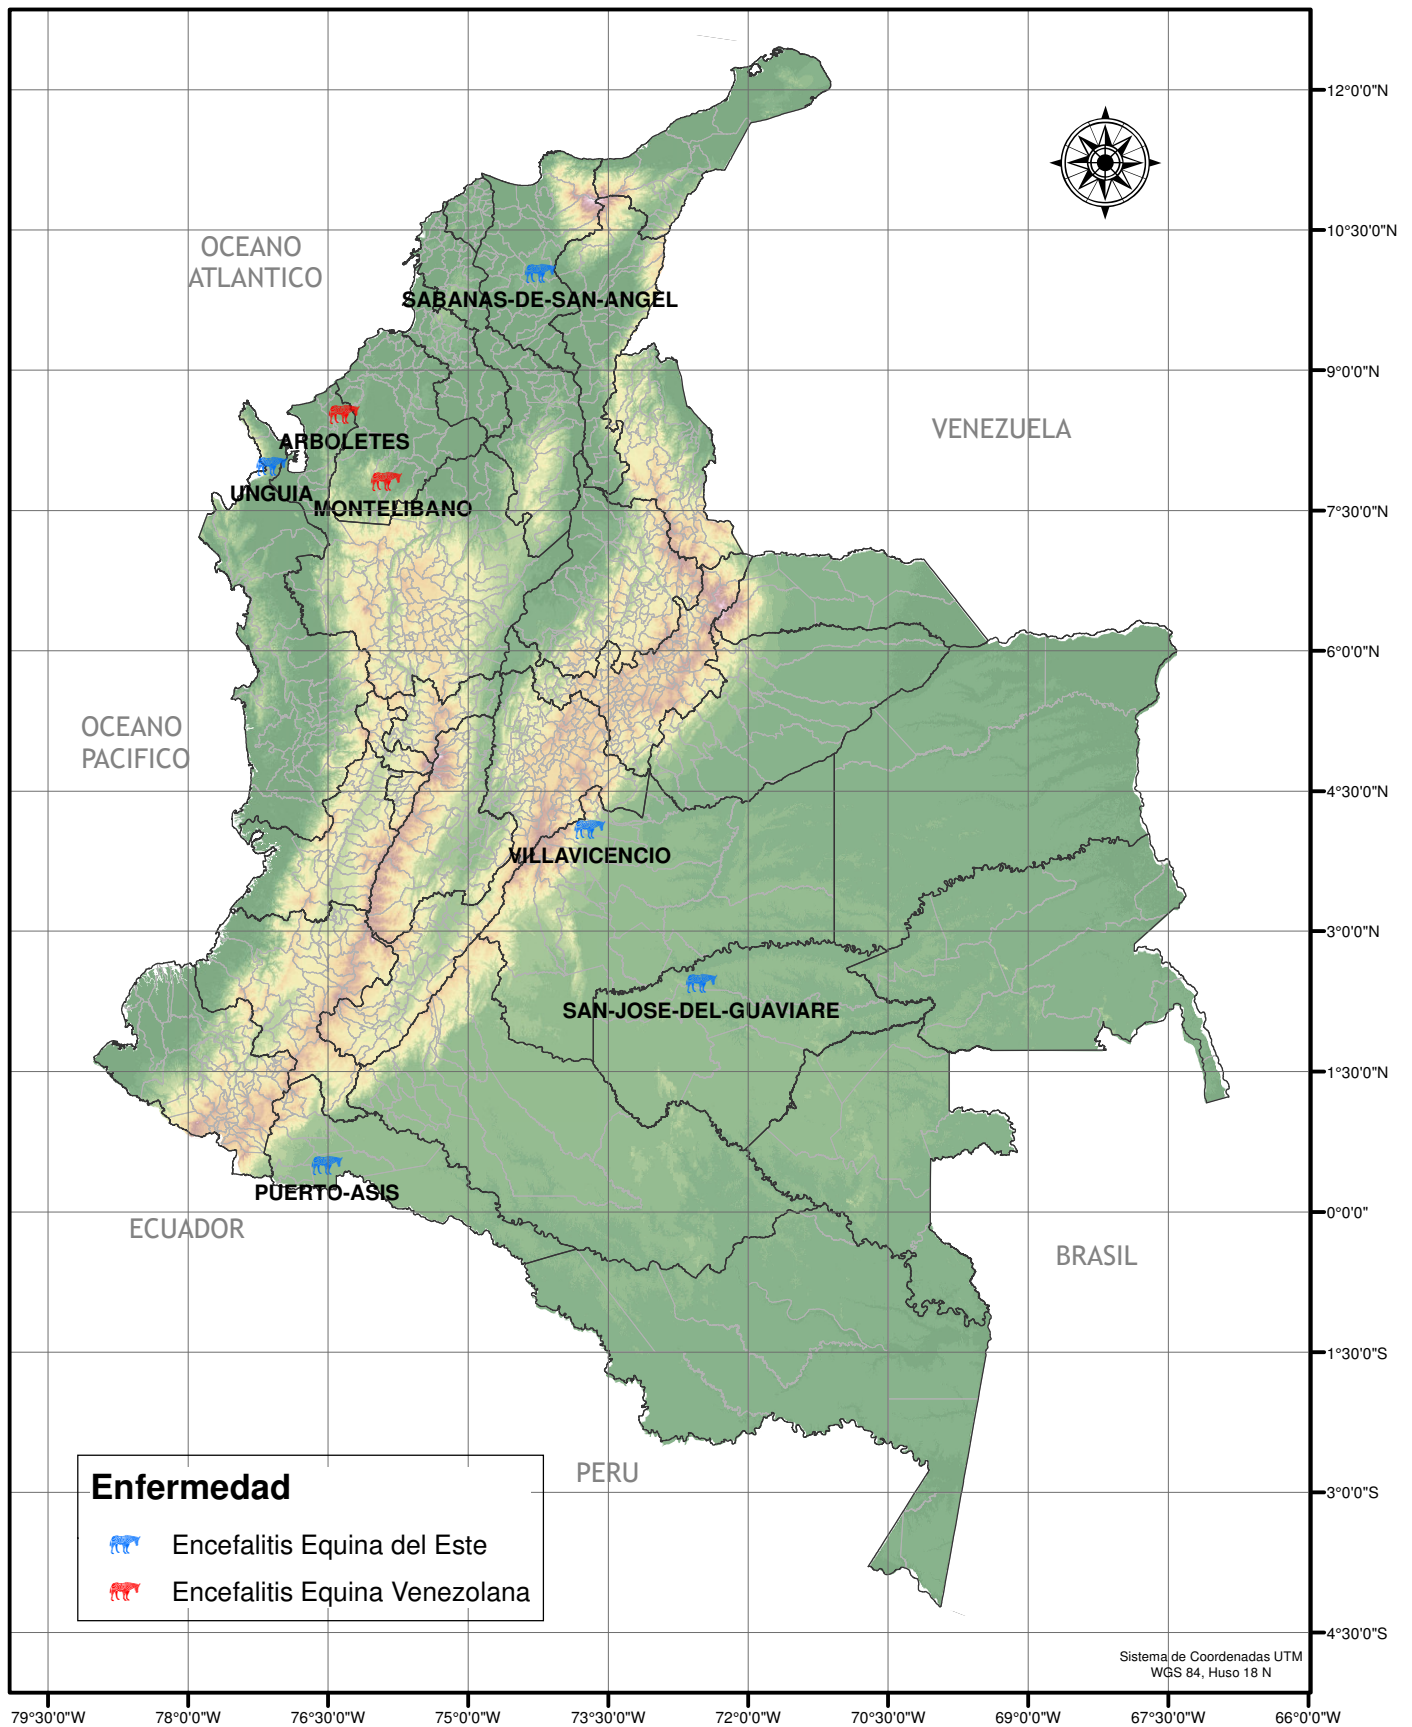 12°0'0"N
10°30'0"N
OCEANO
ATLANTICO
SABANAS-DE-SAN-ANGEL
9°0'0"N
VENEZUELA
ARBOLETES
UNGUIA
MONTELIBANO
7°30'0"N
6°0'0"N
OCEANO
PACIFICO
4°30'0"N
VILLAVICENCIO
3°0'0"N
SAN-JOSE-DEL-GUAVIARE
1°30'0"N
PUERTO-ASIS
0°0'0"
ECUADOR
BRASIL
1°30'0"S
PERU
3°0'0"S
Enfermedad
Encefalitis Equina del Este
Encefalitis Equina Venezolana
4°30'0"S
Sistema de Coordenadas UTM
WGS 84, Huso 18 N
79°30'0"W 78°0'0"W 76°30'0"W 75°0'0"W 73°30'0"W 72°0'0"W 70°30'0"W 69°0'0"W 67°30'0"W 66°0'0"W